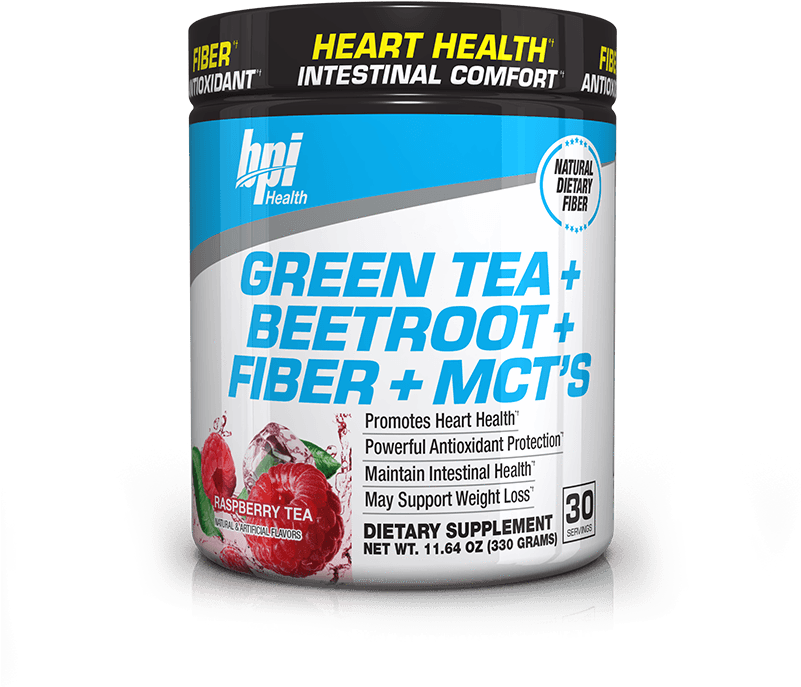 FIBER*†
ANTIOXIDANT*†
HEART HEALTH*†
INTESTINAL COMFORT*†
bpi
Health
NATURAL
DIETARY
FIBER
GREEN TEA +
BEETROOT +
FIBER + MCT'S
Promotes Heart Health*†
Powerful Antioxidant Protection*†
Maintain Intestinal Health*†
May Support Weight Loss*†
RASPBERRY TEA
NATURAL & ARTIFICIAL FLAVORS
DIETARY SUPPLEMENT
NET WT. 11.64 OZ (330 GRAMS)
30
SERVINGS